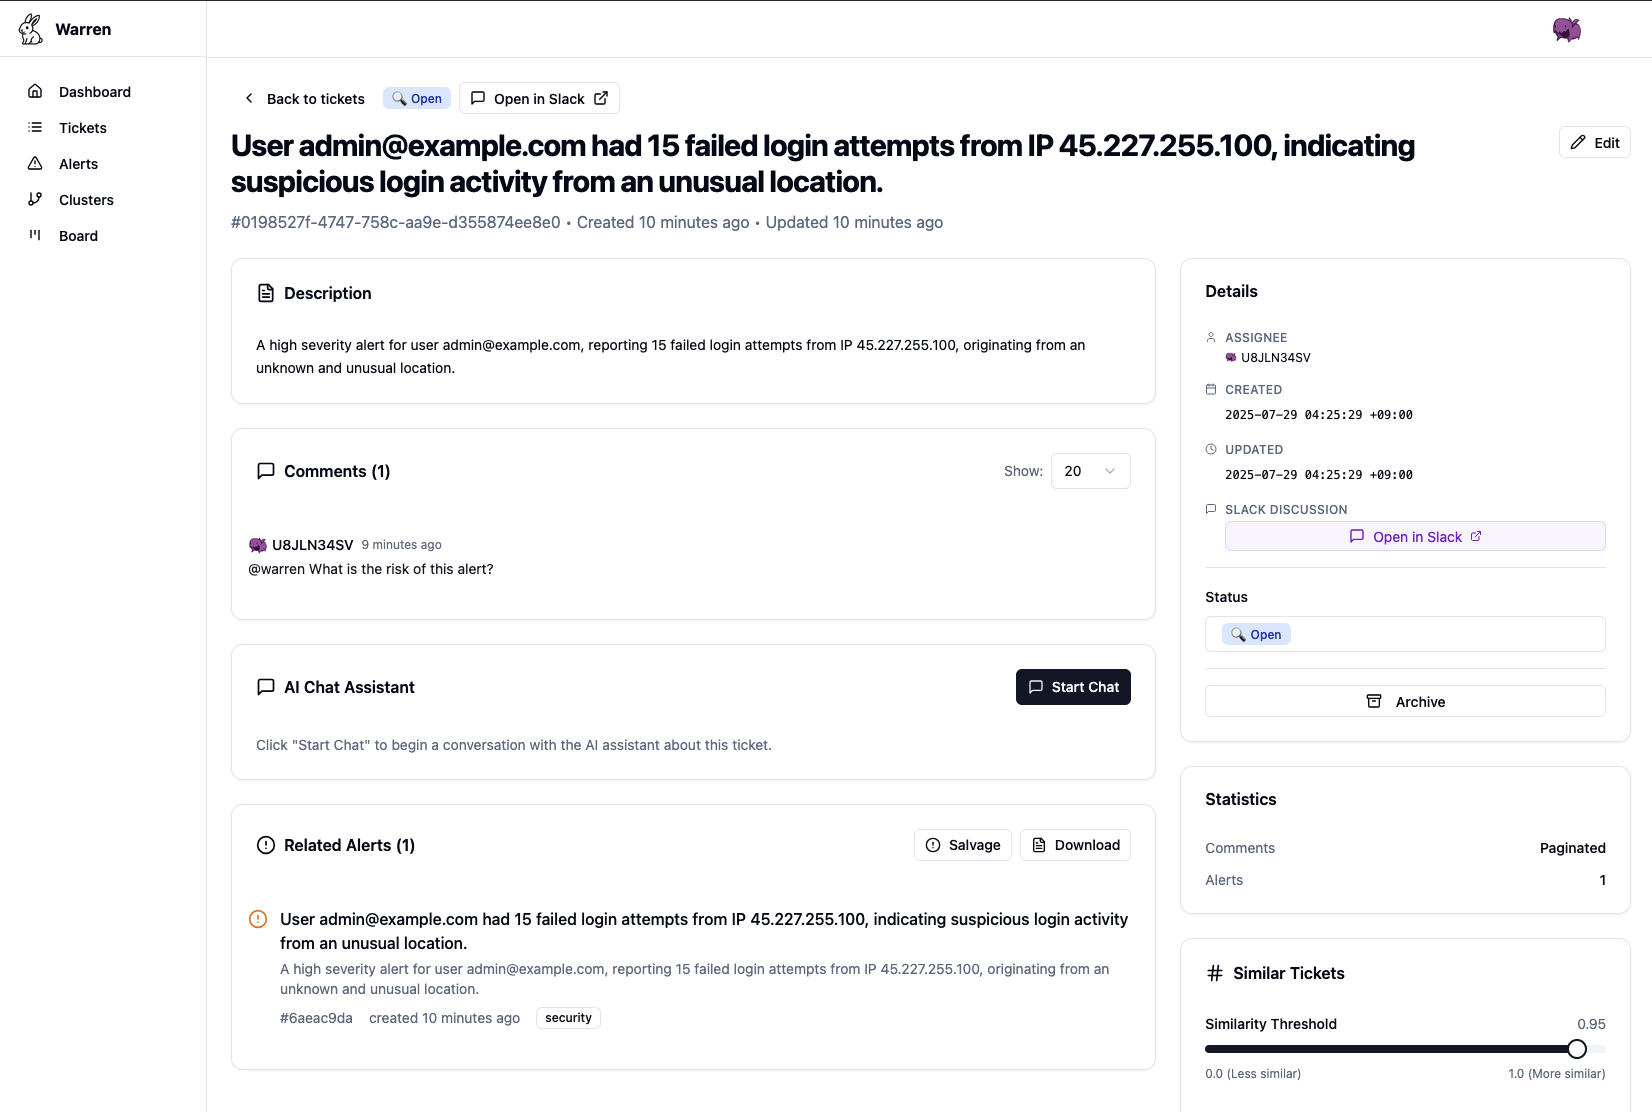 Warren
Dashboard
Tickets
Alerts
Clusters
Board
Back to tickets
Open
Open in Slack
User admin@example.com had 15 failed login attempts from IP 45.227.255.100, indicating
suspicious login activity from an unusual location.
Edit
#0198527f-4747-758c-aa9e-d355874ee8e0 • Created 10 minutes ago • Updated 10 minutes ago
Description
A high severity alert for user admin@example.com, reporting 15 failed login attempts from IP 45.227.255.100, originating from an
unknown and unusual location.
Comments (1)
Show:
20
U8JLN34SV 9 minutes ago
@warren What is the risk of this alert?
AI Chat Assistant
Start Chat
Click "Start Chat" to begin a conversation with the AI assistant about this ticket.
Related Alerts (1)
Salvage
Download
User admin@example.com had 15 failed login attempts from IP 45.227.255.100, indicating suspicious login activity
from an unusual location.
A high severity alert for user admin@example.com, reporting 15 failed login attempts from IP 45.227.255.100, originating from an
unknown and unusual location.
#6aeac9da created 10 minutes ago security
Details
ASSIGNEE
U8JLN34SV
CREATED
2025-07-29 04:25:29 +09:00
UPDATED
2025-07-29 04:25:29 +09:00
SLACK DISCUSSION
Open in Slack
Status
Open
Archive
Statistics
Comments Paginated
Alerts 1
Similar Tickets
Similarity Threshold 0.95
0.0 (Less similar) 1.0 (More similar)